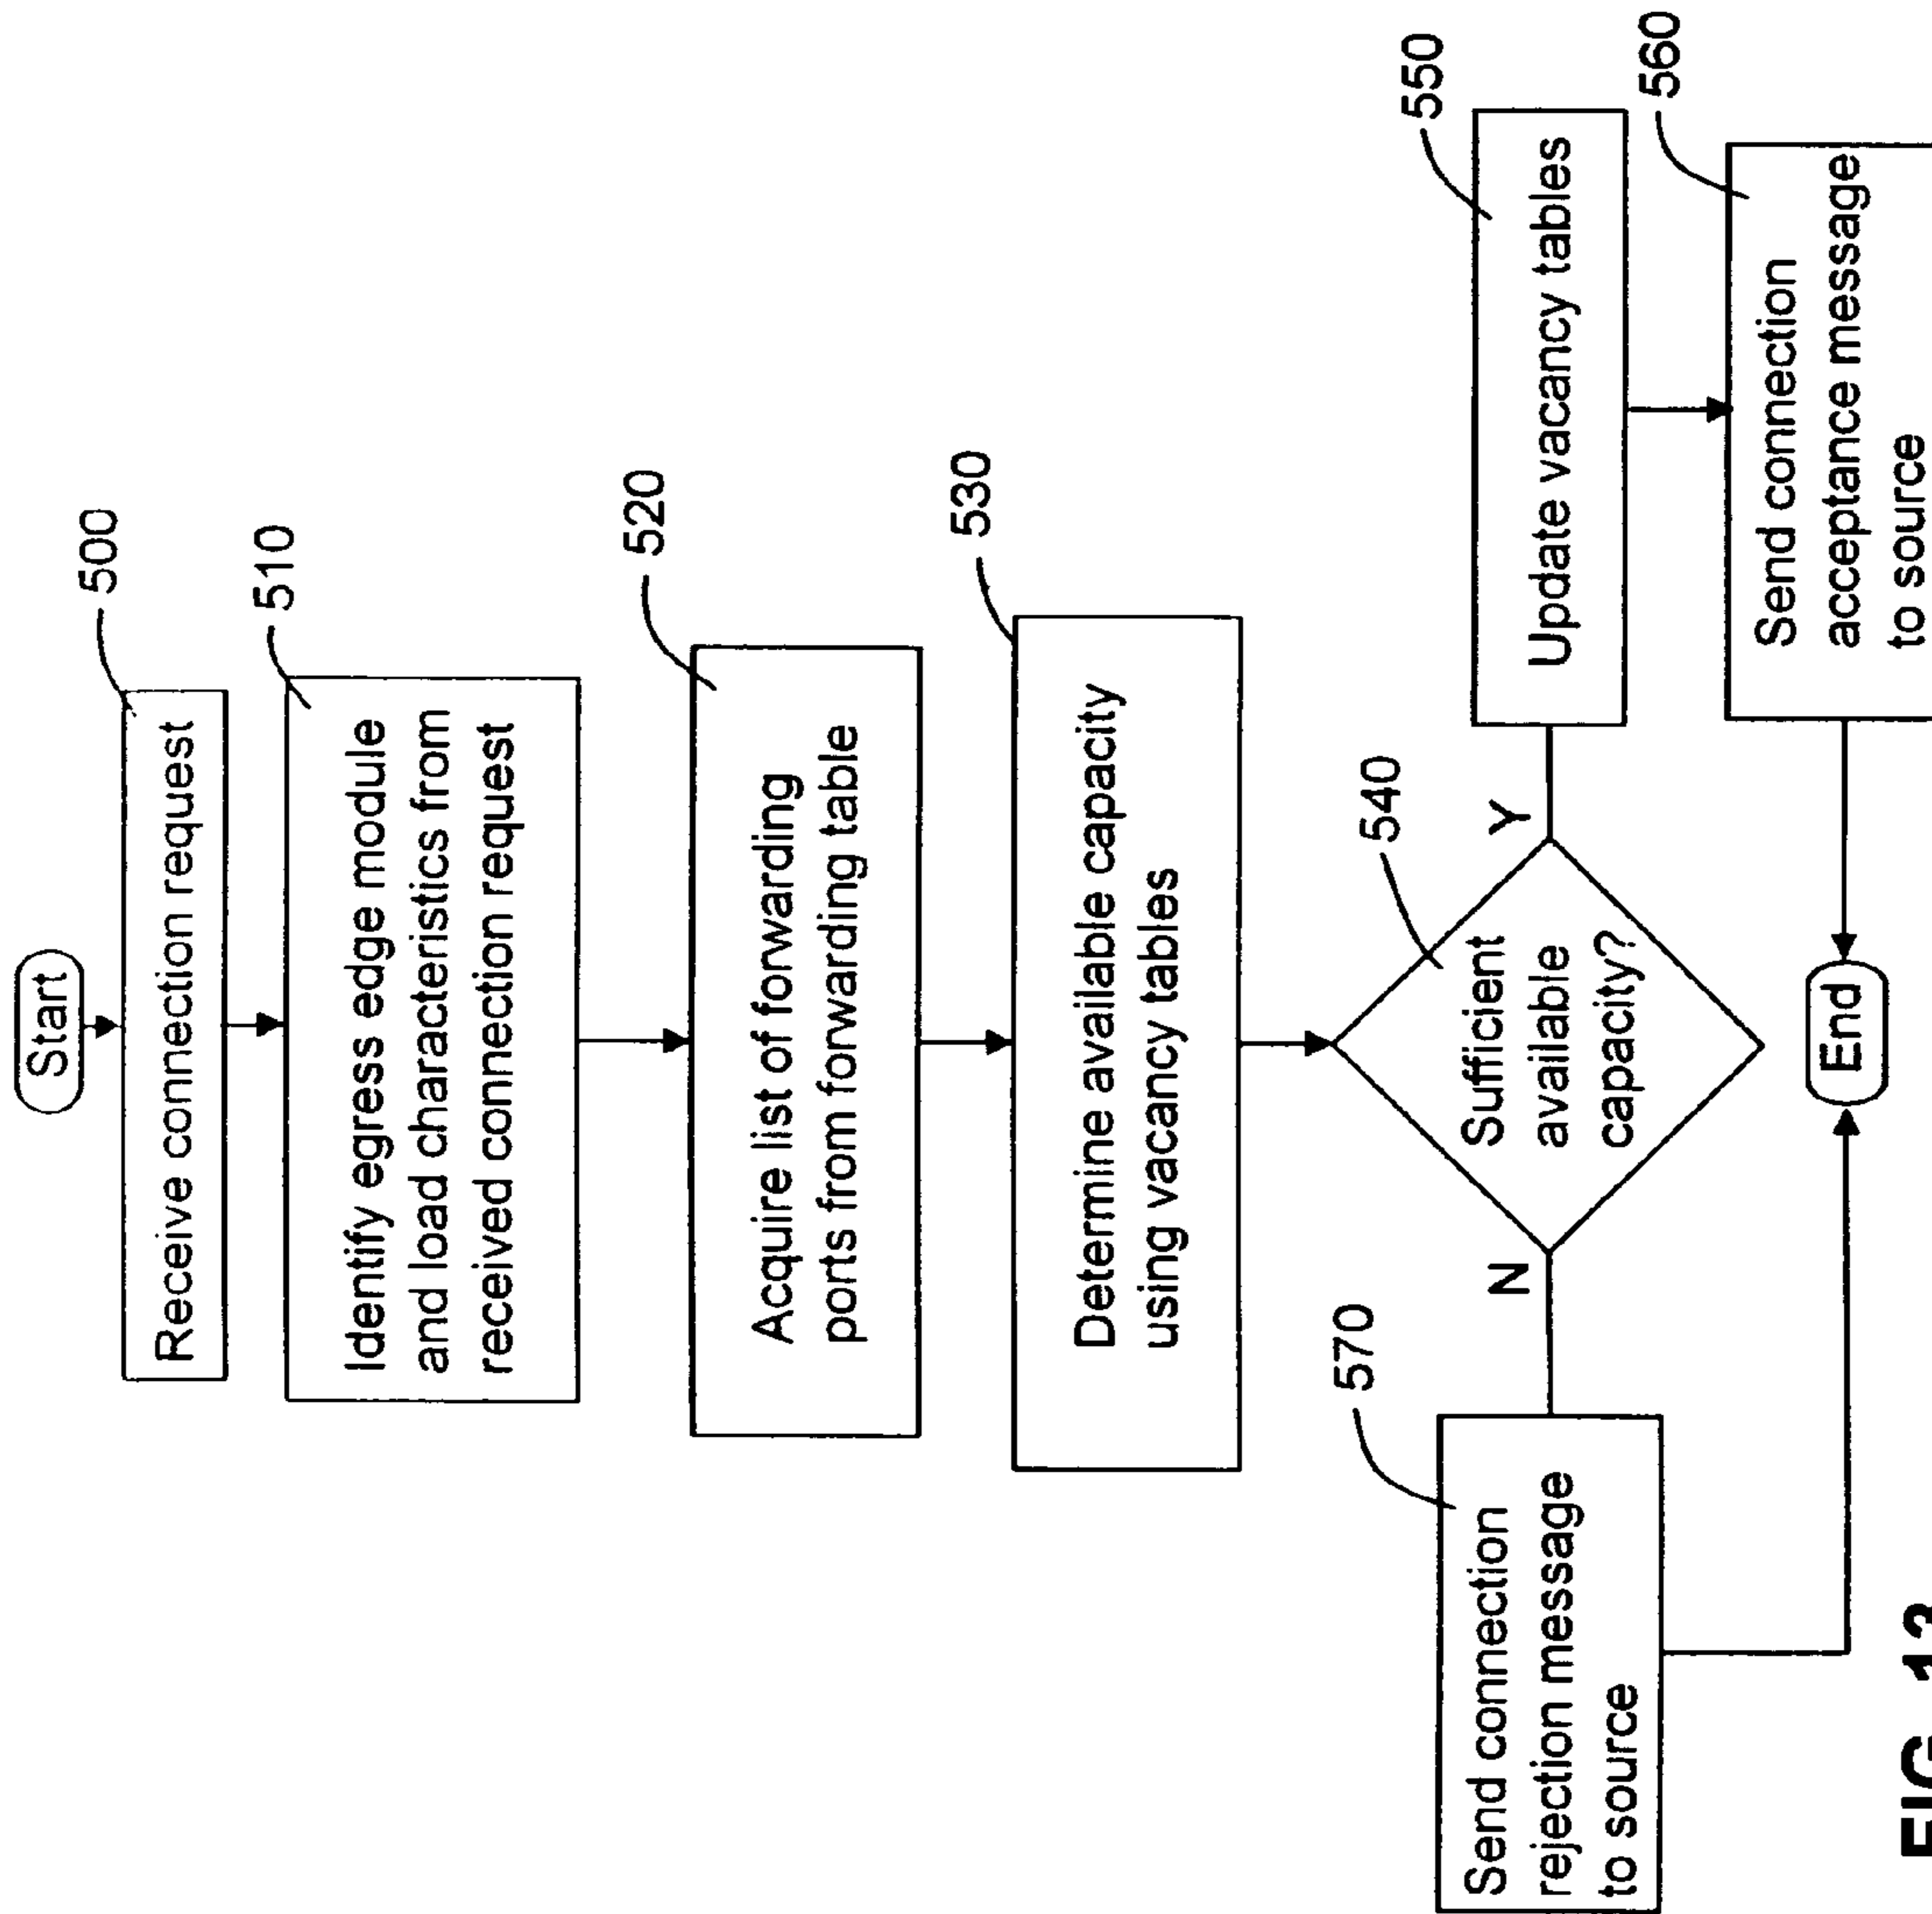 Start
500
Receive connection request
510
Identify egress edge module
and load characteristics from
received connection request
520
Acquire list of forwarding
ports from forwarding table
530
Determine available capacity
using vacancy tables
540
Sufficient
available
capacity?
N
Y
550
Update vacancy tables
560
Send connection
acceptance message
to source
570
Send connection
rejection message
to source
End
FIG. 13